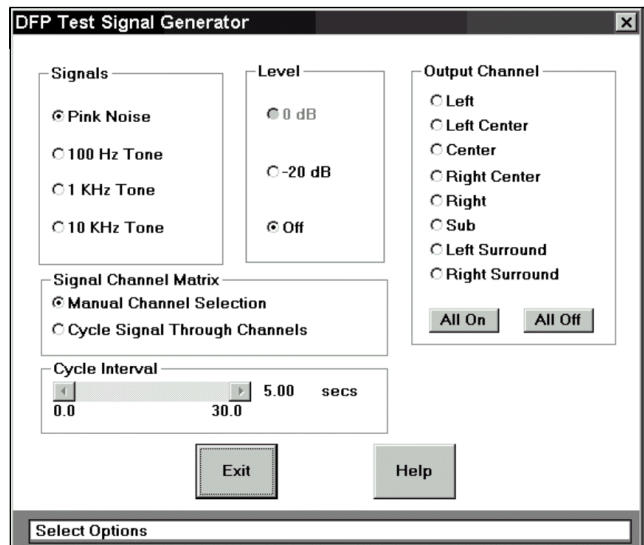 DFP Test Signal Generator
Signals
Pink Noise
100 Hz Tone
1 KHz Tone
10 KHz Tone
Level
0 dB
-20 dB
Off
Output Channel
Left
Left Center
Center
Right Center
Right
Sub
Left Surround
Right Surround
All On All Off
Signal Channel Matrix
Manual Channel Selection
Cycle Signal Through Channels
Cycle Interval
5.00 secs
0.0 30.0
Exit Help
Select Options